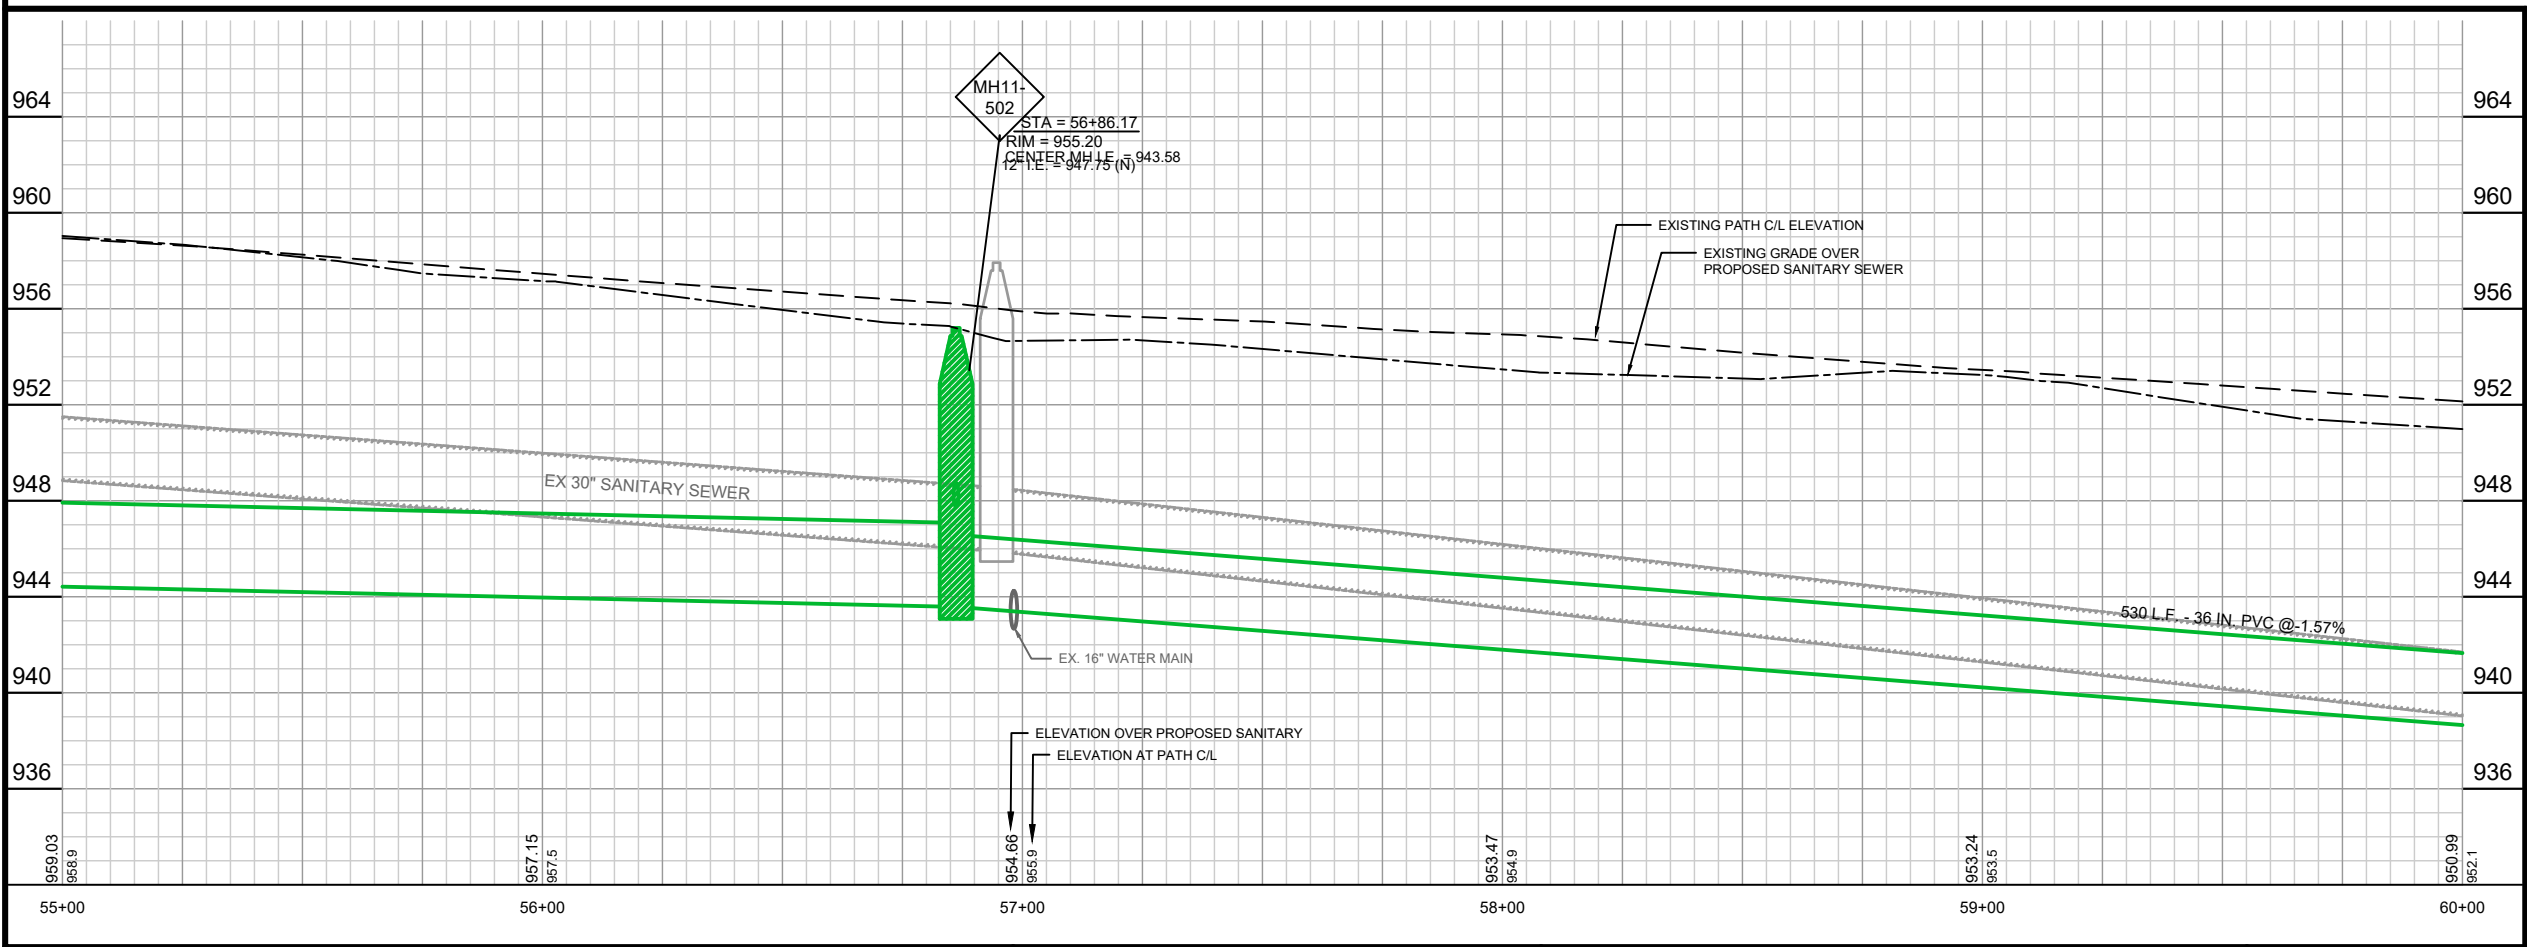 MH11-
502
STA = 56+86.17
RIM = 955.20
CENTER MH I.E. = 943.58
12" I.E. = 947.75 (N)
964
964
960
960
EXISTING PATH C/L ELEVATION
EXISTING GRADE OVER
PROPOSED SANITARY SEWER
956
956
952
952
EX 30" SANITARY SEWER
948
948
944
944
530 L.F. - 36 IN. PVC @-1.57%
EX. 16" WATER MAIN
940
940
ELEVATION OVER PROPOSED SANITARY
ELEVATION AT PATH C/L
936
936
959.03
958.9
957.15
957.5
954.66
955.9
953.47
954.9
953.24
953.5
950.99
952.1
55+00
56+00
57+00
58+00
59+00
60+00